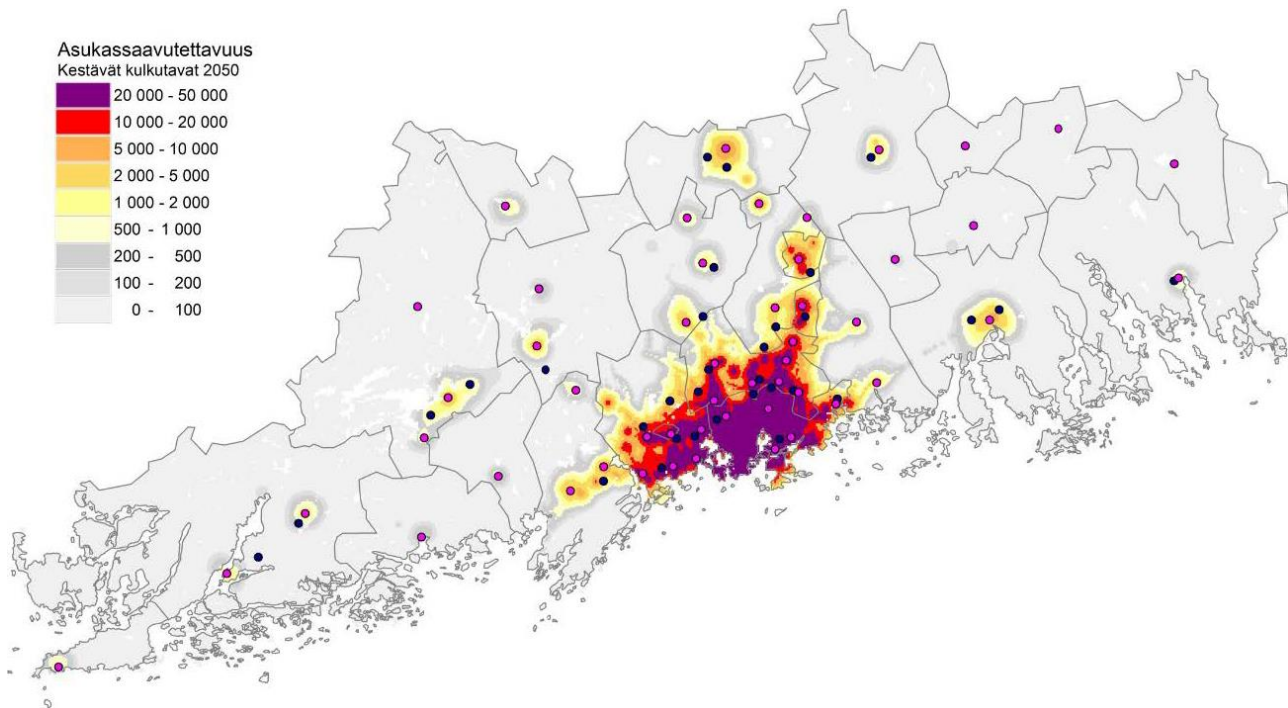 Asukassaavutettavuus
Kestävät kulkutavat 2050
20 000 - 50 000
10 000 - 20 000
5 000 - 10 000
2 000 - 5 000
1 000 - 2 000
500 - 1 000
200 - 500
100 - 200
0 - 100